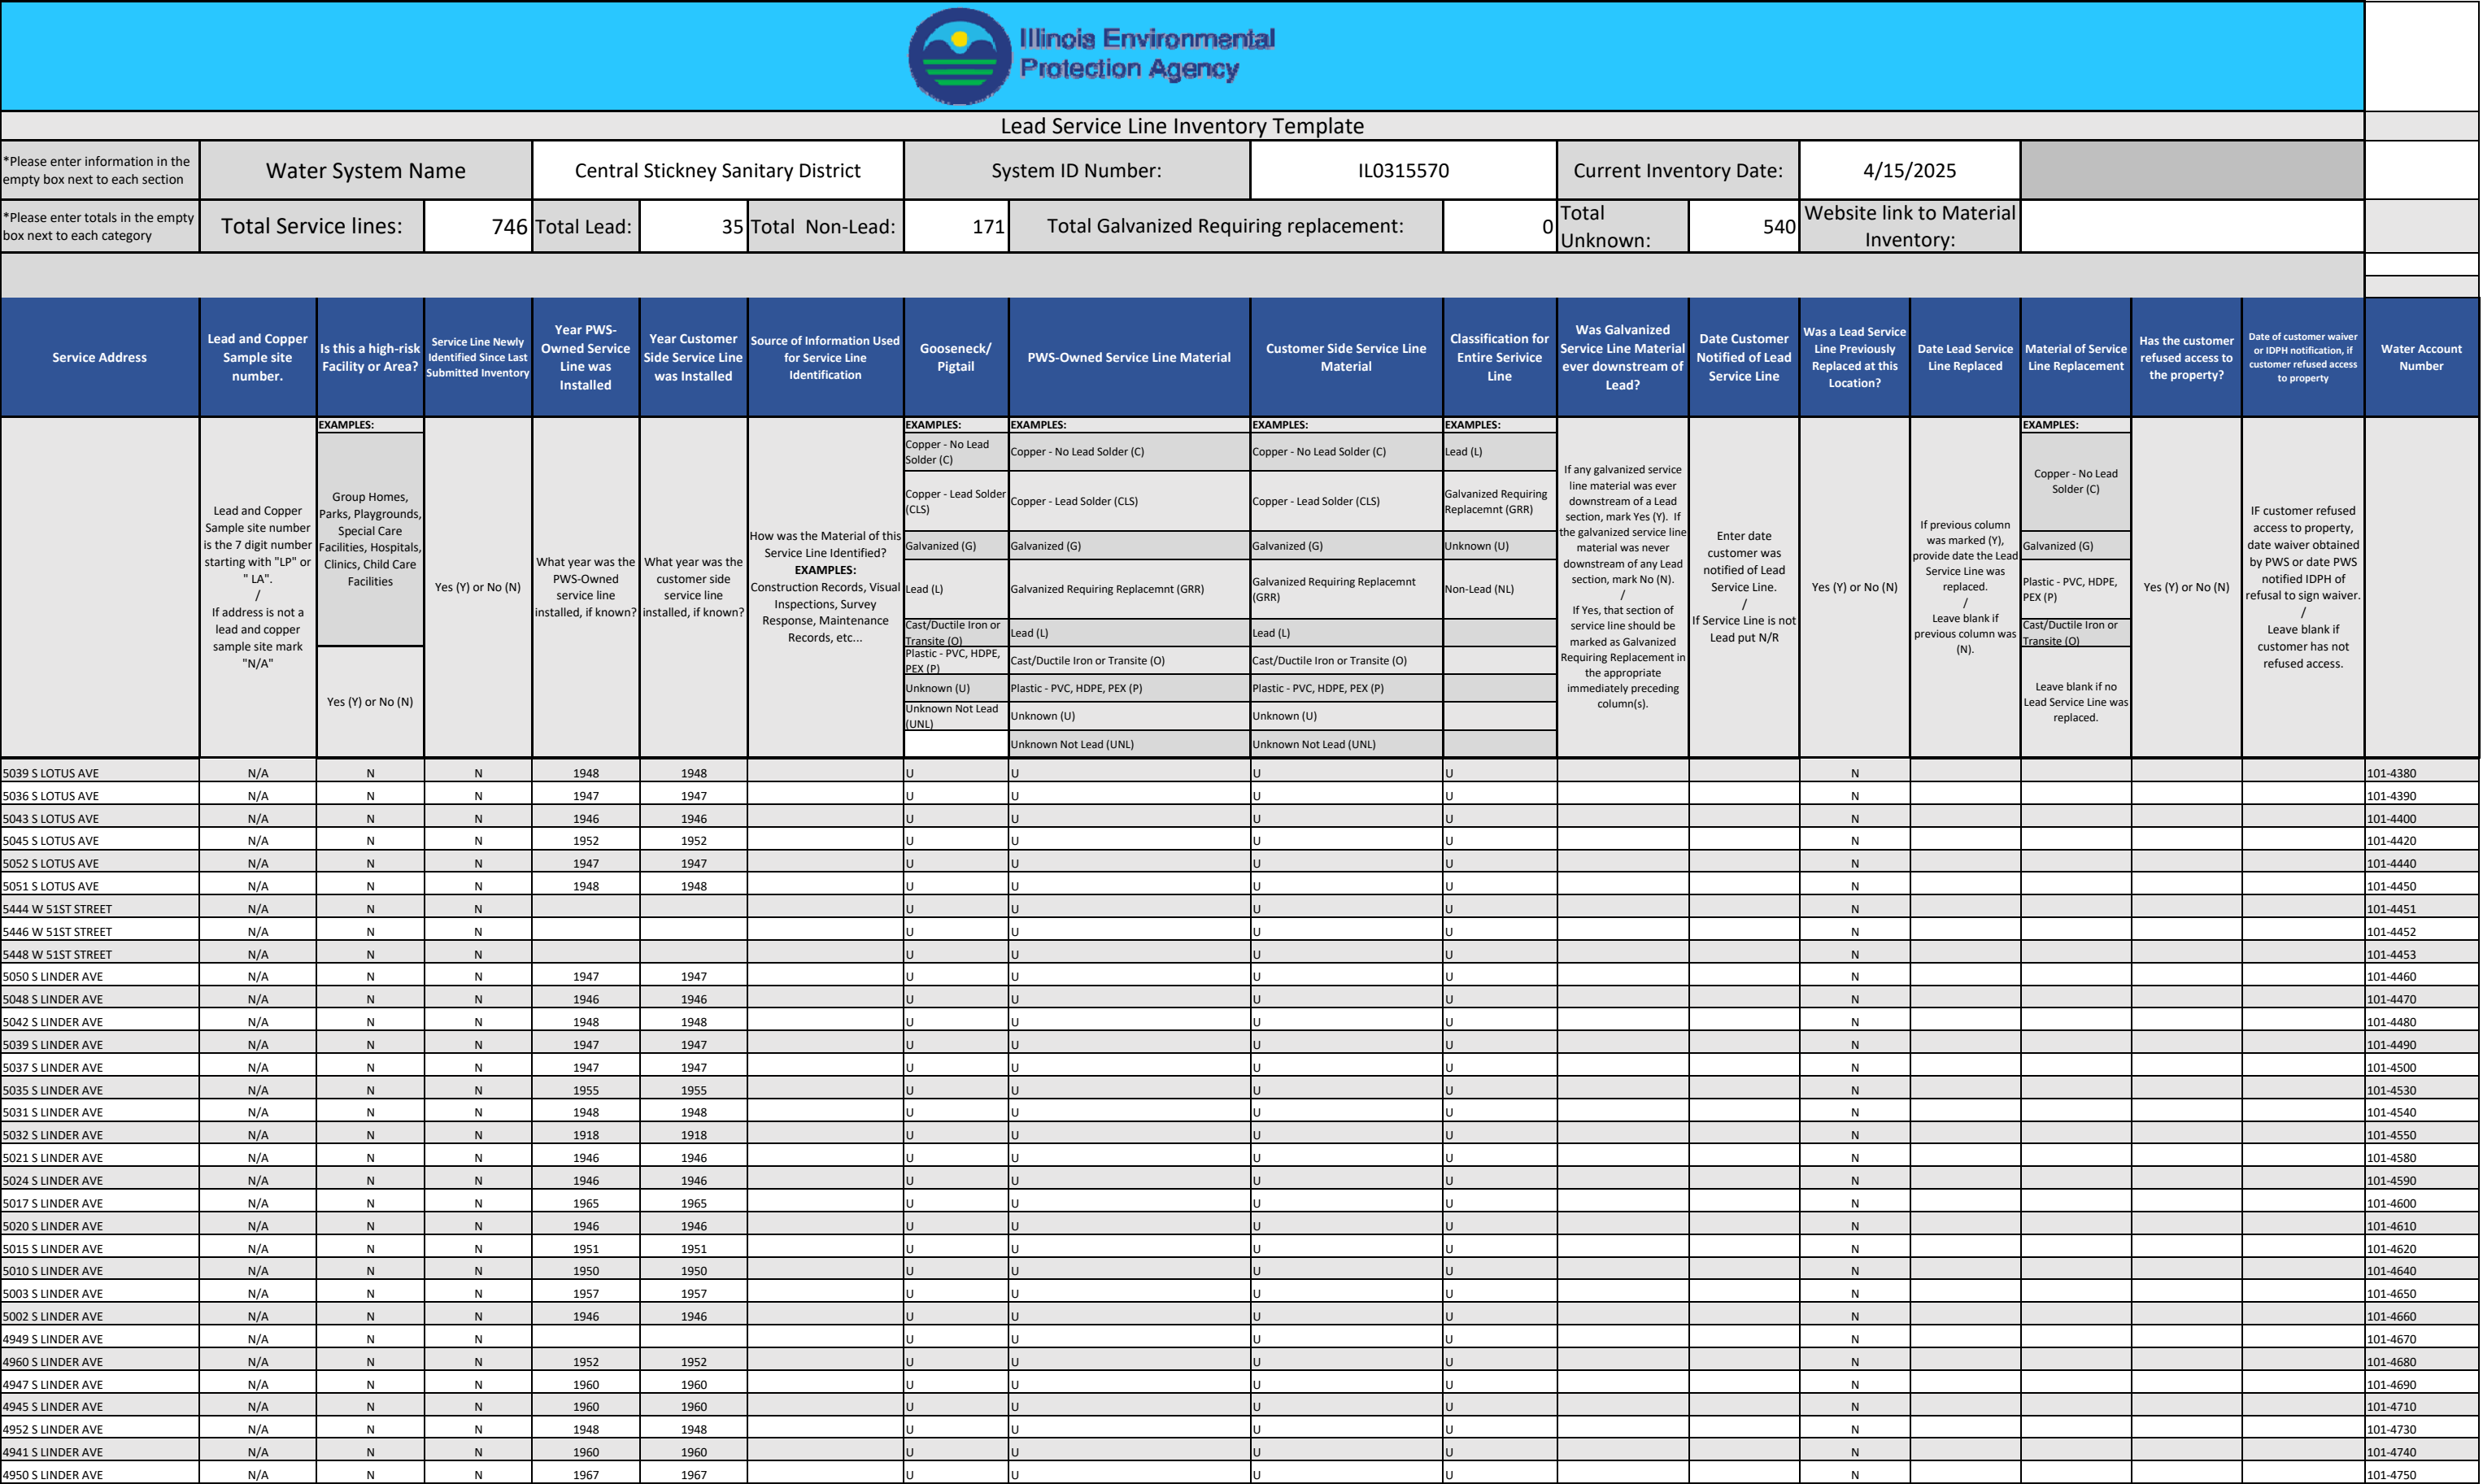 Illinois Environmental
Protection Agency
Lead Service Line Inventory Template
*Please enter information in the
empty box next to each section
Water System Name
Central Stickney Sanitary District
System ID Number:
IL0315570
Current Inventory Date:
4/15/2025
*Please enter totals in the empty
box next to each category
Total Service lines:
746
Total Lead:
35
Total Non-Lead:
171
Total Galvanized Requiring replacement:
0
Total
Unknown:
540
Website link to Material
Inventory:
Service Address
Lead and Copper
Sample site
number.
Is this a high-risk
Facility or Area?
Service Line Newly
Identified Since Last
Submitted Inventory
Year PWS-
Owned Service
Line was
Installed
Year Customer
Side Service Line
was Installed
Source of Information Used
for Service Line
Identification
Gooseneck/
Pigtail
PWS-Owned Service Line Material
Customer Side Service Line
Material
Classification for
Entire Serivice
Line
Was Galvanized
Service Line Material
ever downstream of
Lead?
Date Customer
Notified of Lead
Service Line
Was a Lead Service
Line Previously
Replaced at this
Location?
Date Lead Service
Line Replaced
Material of Service
Line Replacement
Has the customer
refused access to
the property?
Date of customer waiver
or IDPH notification, if
customer refused access
to property
Water Account
Number
Lead and Copper
Sample site number
is the 7 digit number
starting with "LP" or
" LA".
/
If address is not a
lead and copper
sample site mark
"N/A"
EXAMPLES:
Group Homes,
Parks, Playgrounds,
Special Care
Facilities, Hospitals,
Clinics, Child Care
Facilities
Yes (Y) or No (N)
Yes (Y) or No (N)
What year was the
PWS-Owned
service line
installed, if known?
What year was the
customer side
service line
installed, if known?
How was the Material of this
Service Line Identified?
EXAMPLES:
Construction Records, Visual
Inspections, Survey
Response, Maintenance
Records, etc...
EXAMPLES:
Copper - No Lead
Solder (C)
Copper - Lead Solder
(CLS)
Galvanized (G)
Lead (L)
Cast/Ductile Iron or
Transite (O)
Plastic - PVC, HDPE,
PEX (P)
Unknown (U)
Unknown Not Lead
(UNL)
EXAMPLES:
Copper - No Lead Solder (C)
Copper - Lead Solder (CLS)
Galvanized (G)
Galvanized Requiring Replacemnt (GRR)
Lead (L)
Cast/Ductile Iron or Transite (O)
Plastic - PVC, HDPE, PEX (P)
Unknown (U)
Unknown Not Lead (UNL)
EXAMPLES:
Copper - No Lead Solder (C)
Copper - Lead Solder (CLS)
Galvanized (G)
Galvanized Requiring Replacemnt
(GRR)
Lead (L)
Cast/Ductile Iron or Transite (O)
Plastic - PVC, HDPE, PEX (P)
Unknown (U)
Unknown Not Lead (UNL)
EXAMPLES:
Lead (L)
Galvanized Requiring
Replacemnt (GRR)
Unknown (U)
Non-Lead (NL)
If any galvanized service
line material was ever
downstream of a Lead
section, mark Yes (Y). If
the galvanized service line
material was never
downstream of any Lead
section, mark No (N).
/
If Yes, that section of
service line should be
marked as Galvanized
Requiring Replacement in
the appropriate
immediately preceding
column(s).
Enter date
customer was
notified of Lead
Service Line.
/
If Service Line is not
Lead put N/R
Yes (Y) or No (N)
If previous column
was marked (Y),
provide date the Lead
Service Line was
replaced.
/
Leave blank if
previous column was
(N).
EXAMPLES:
Copper - No Lead
Solder (C)
Galvanized (G)
Plastic - PVC, HDPE,
PEX (P)
Cast/Ductile Iron or
Transite (O)
Leave blank if no
Lead Service Line was
replaced.
Yes (Y) or No (N)
IF customer refused
access to property,
date waiver obtained
by PWS or date PWS
notified IDPH of
refusal to sign waiver.
/
Leave blank if
customer has not
refused access.
5039 S LOTUS AVE N/A N N 1948 1948 U U U U N 101-4380
5036 S LOTUS AVE N/A N N 1947 1947 U U U U N 101-4390
5043 S LOTUS AVE N/A N N 1946 1946 U U U U N 101-4400
5045 S LOTUS AVE N/A N N 1952 1952 U U U U N 101-4420
5052 S LOTUS AVE N/A N N 1947 1947 U U U U N 101-4440
5051 S LOTUS AVE N/A N N 1948 1948 U U U U N 101-4450
5444 W 51ST STREET N/A N N U U U U N 101-4451
5446 W 51ST STREET N/A N N U U U U N 101-4452
5448 W 51ST STREET N/A N N U U U U N 101-4453
5050 S LINDER AVE N/A N N 1947 1947 U U U U N 101-4460
5048 S LINDER AVE N/A N N 1946 1946 U U U U N 101-4470
5042 S LINDER AVE N/A N N 1948 1948 U U U U N 101-4480
5039 S LINDER AVE N/A N N 1947 1947 U U U U N 101-4490
5037 S LINDER AVE N/A N N 1947 1947 U U U U N 101-4500
5035 S LINDER AVE N/A N N 1955 1955 U U U U N 101-4530
5031 S LINDER AVE N/A N N 1948 1948 U U U U N 101-4540
5032 S LINDER AVE N/A N N 1918 1918 U U U U N 101-4550
5021 S LINDER AVE N/A N N 1946 1946 U U U U N 101-4580
5024 S LINDER AVE N/A N N 1946 1946 U U U U N 101-4590
5017 S LINDER AVE N/A N N 1965 1965 U U U U N 101-4600
5020 S LINDER AVE N/A N N 1946 1946 U U U U N 101-4610
5015 S LINDER AVE N/A N N 1951 1951 U U U U N 101-4620
5010 S LINDER AVE N/A N N 1950 1950 U U U U N 101-4640
5003 S LINDER AVE N/A N N 1957 1957 U U U U N 101-4650
5002 S LINDER AVE N/A N N 1946 1946 U U U U N 101-4660
4949 S LINDER AVE N/A N N U U U U N 101-4670
4960 S LINDER AVE N/A N N 1952 1952 U U U U N 101-4680
4947 S LINDER AVE N/A N N 1960 1960 U U U U N 101-4690
4945 S LINDER AVE N/A N N 1960 1960 U U U U N 101-4710
4952 S LINDER AVE N/A N N 1948 1948 U U U U N 101-4730
4941 S LINDER AVE N/A N N 1960 1960 U U U U N 101-4740
4950 S LINDER AVE N/A N N 1967 1967 U U U U N 101-4750